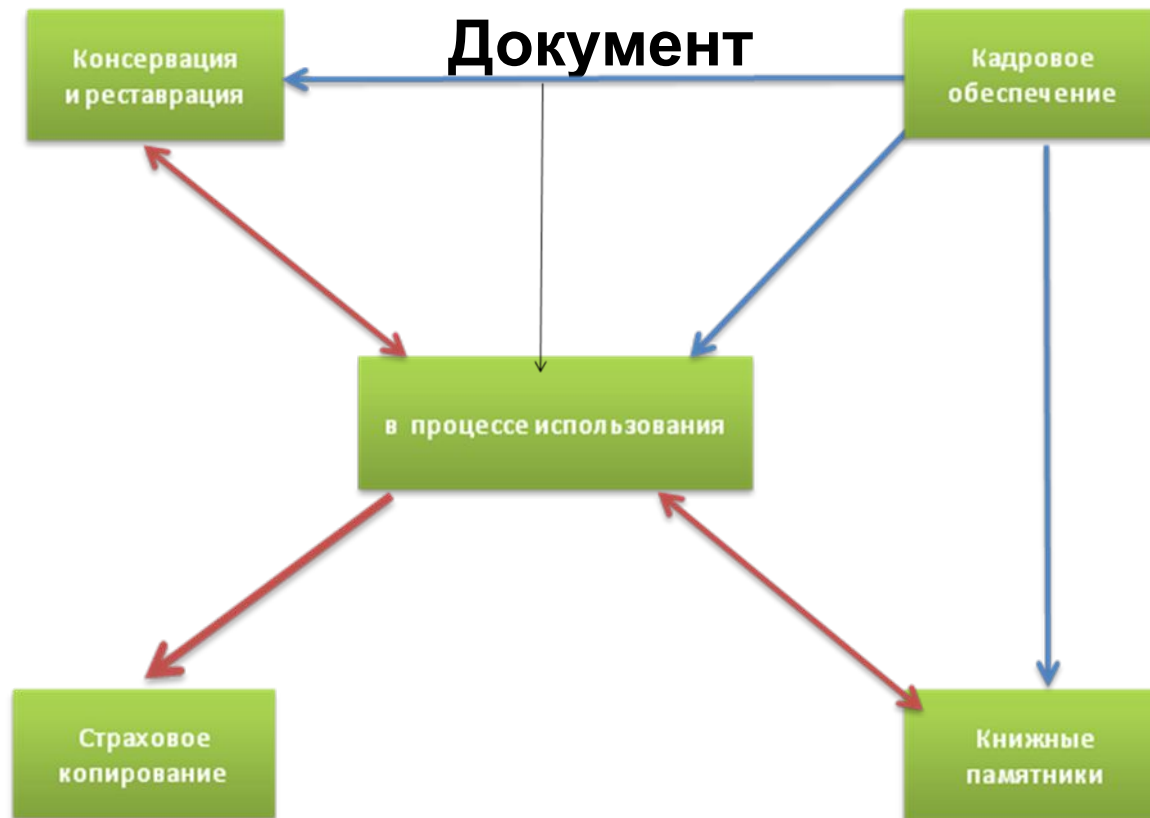 Документ
Консервация
и реставрация
Кадровое
обеспечение
в процессе использования
Страховое
копирование
Книжные
памятники